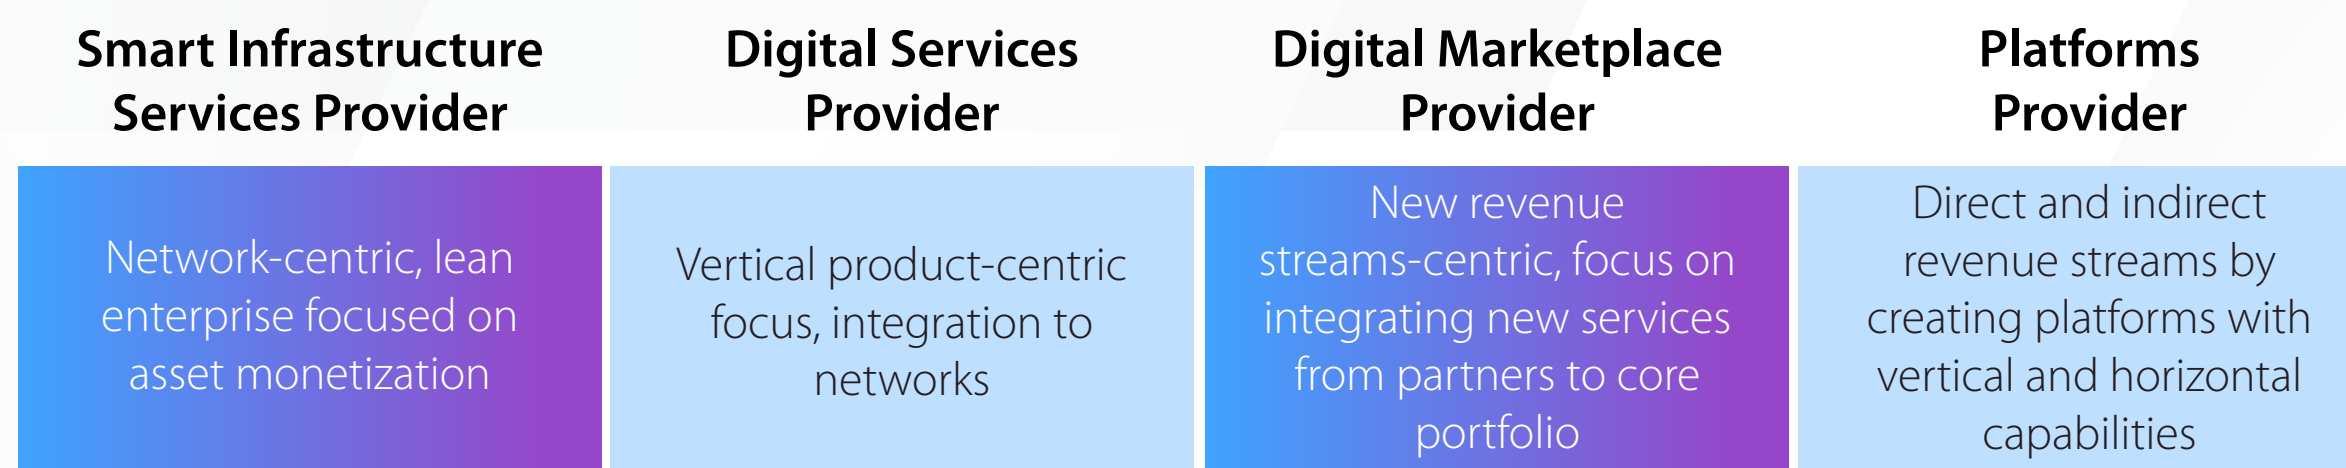 Smart Infrastructure
Services Provider
Network-centric, lean
enterprise focused on
asset monetization
Digital Services
Provider
Vertical product-centric
focus, integration to
networks
Digital Marketplace
Provider
New revenue
streams-centric, focus on
integrating new services
from partners to core
portfolio
Platforms
Provider
Direct and indirect
revenue streams by
creating platforms with
vertical and horizontal
capabilities